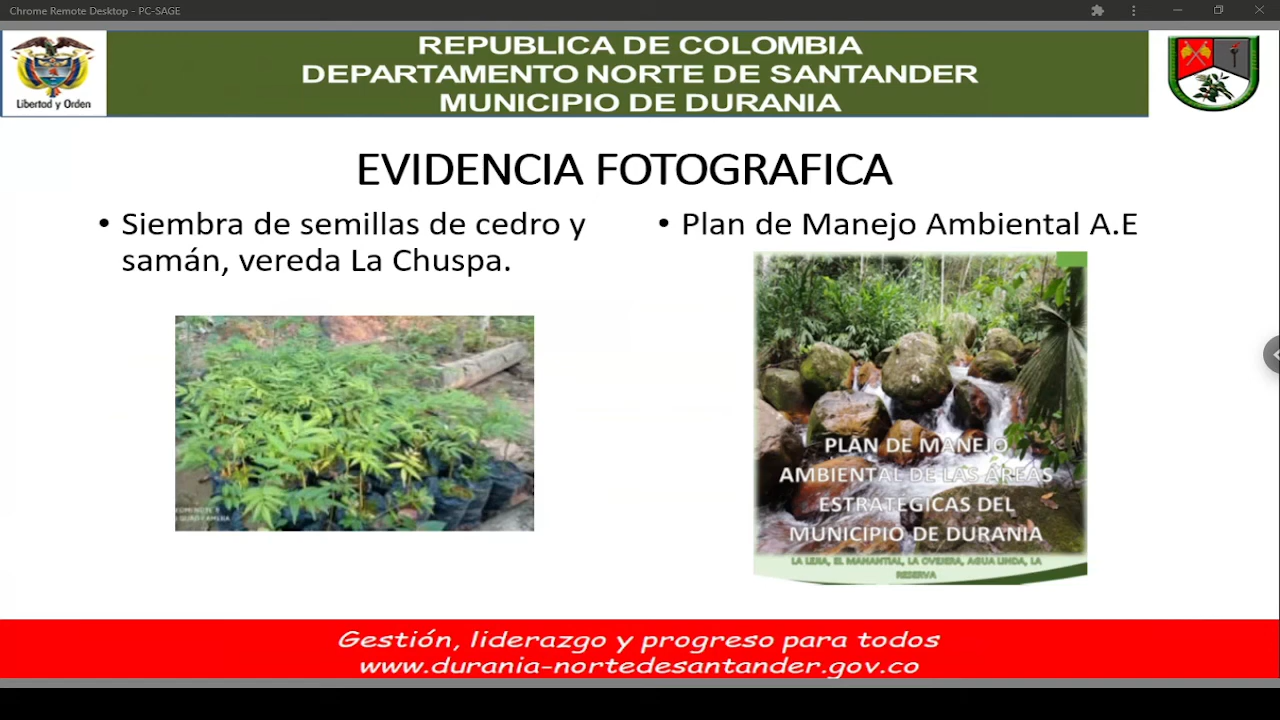 Chrome Remote Desktop - PC-SAGE
REPUBLICA DE COLOMBIA
DEPARTAMENTO NORTE DE SANTANDER
MUNICIPIO DE DURANIA
Libertad y Orden
EVIDENCIA FOTOGRAFICA
• Siembra de semillas de cedro y
samán, vereda La Chuspa.
• Plan de Manejo Ambiental A.E
PLAN DE MANEJO
AMBIENTAL DE LAS ÁREAS
ESTRATEGICAS DEL
MUNICIPIO DE DURANIA
LA LEJIA, EL MANANTIAL, LA OVEJERA, AGUA LINDA, LA
RESERVA
Gestión, liderazgo y progreso para todos
www.durania-nortedesantander.gov.co